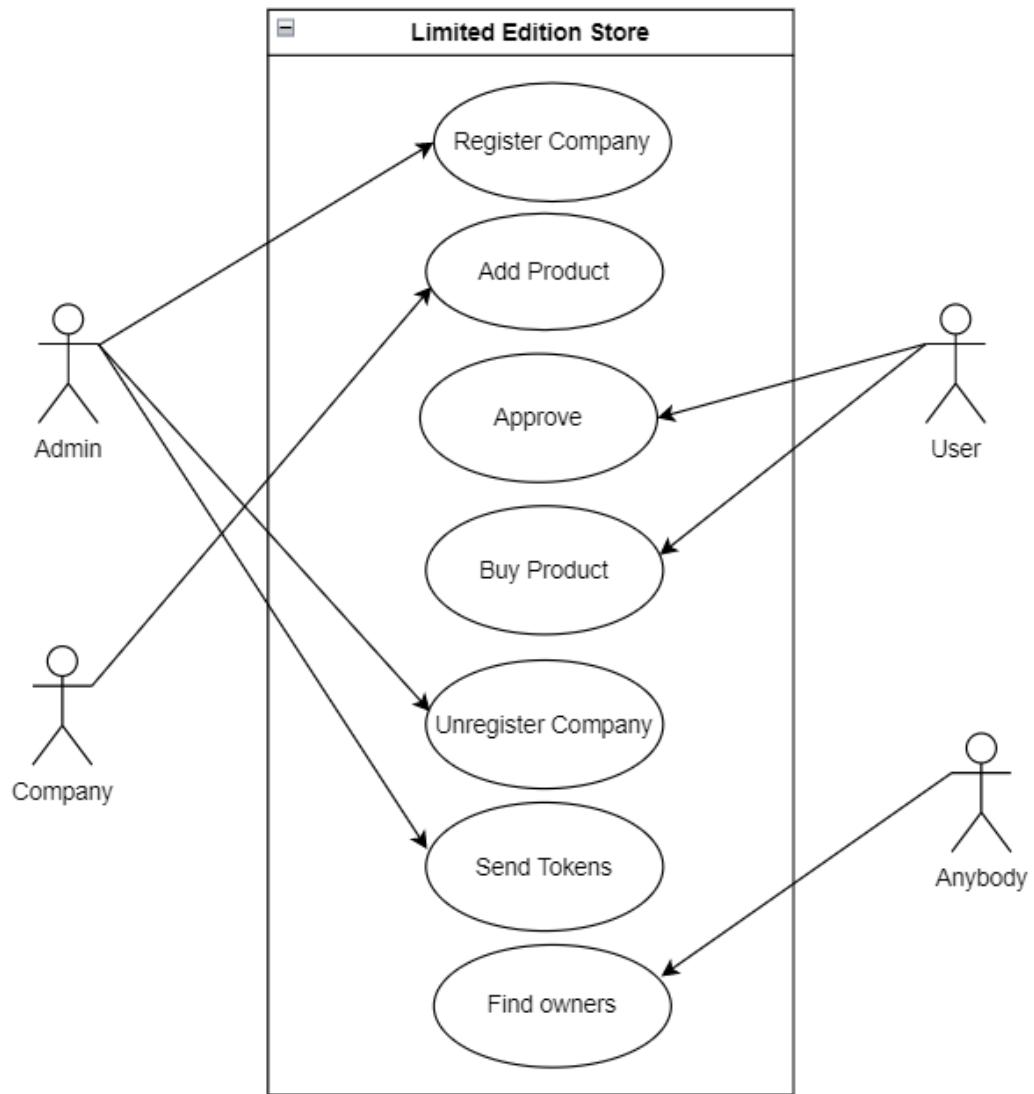 Limited Edition Store
Register Company
Add Product
Admin
Approve
User
Buy Product
Unregister Company
Company
Send Tokens
Anybody
Find owners